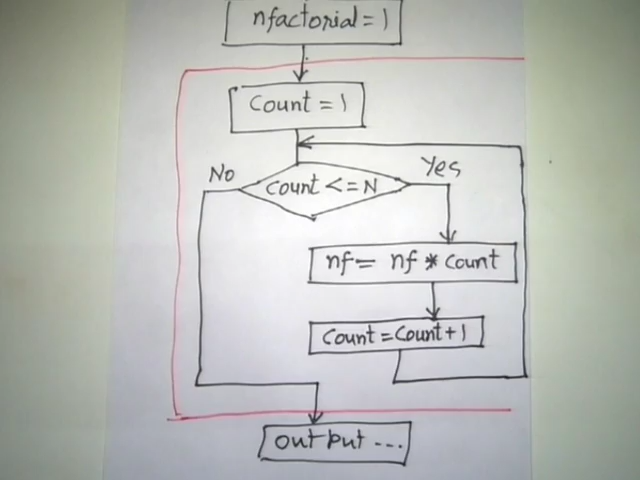 nfactorial = 1
Count = 1
No
Yes
Count <= N
nf = nf * Count
Count = Count + 1
output ...